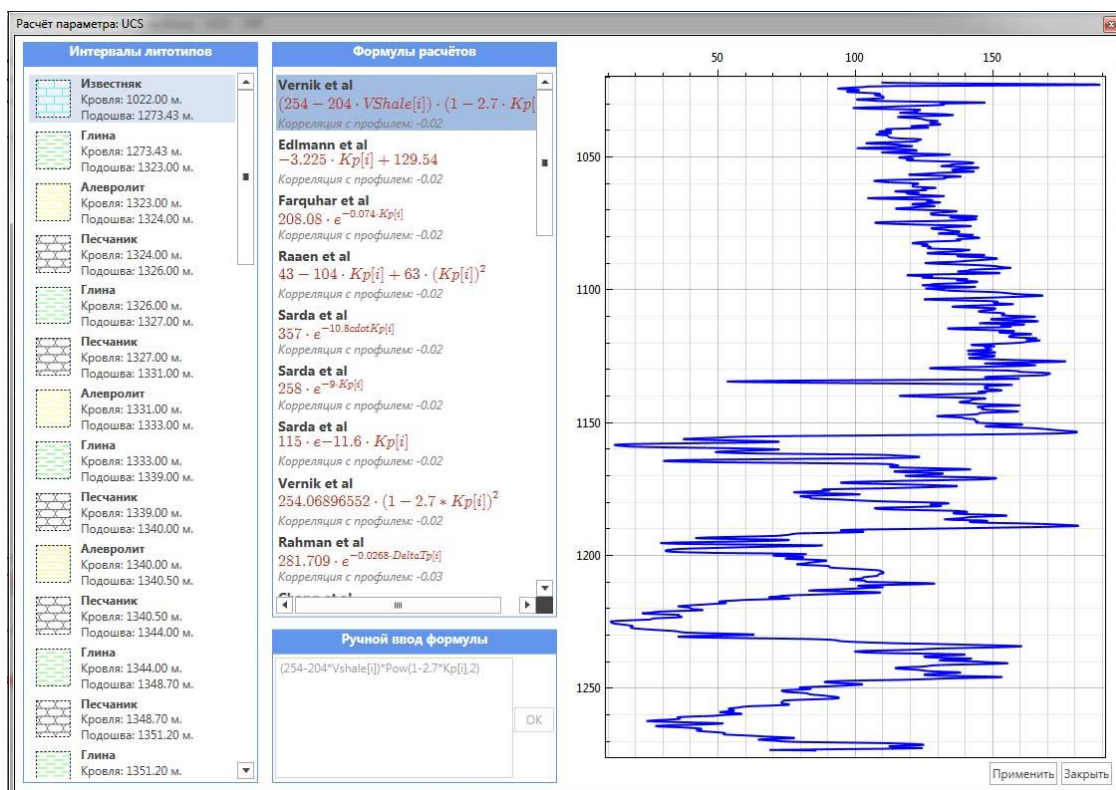 Расчёт параметра: UCS
Интервалы литотипов
Известняк
Кровля: 1022.00 м.
Подошва: 1273.43 м.
Глина
Кровля: 1273.43 м.
Подошва: 1323.00 м.
Алевролит
Кровля: 1323.00 м.
Подошва: 1324.00 м.
Песчаник
Кровля: 1324.00 м.
Подошва: 1326.00 м.
Глина
Кровля: 1326.00 м.
Подошва: 1327.00 м.
Песчаник
Кровля: 1327.00 м.
Подошва: 1331.00 м.
Алевролит
Кровля: 1331.00 м.
Подошва: 1333.00 м.
Глина
Кровля: 1333.00 м.
Подошва: 1339.00 м.
Песчаник
Кровля: 1339.00 м.
Подошва: 1340.00 м.
Алевролит
Кровля: 1340.00 м.
Подошва: 1340.50 м.
Песчаник
Кровля: 1340.50 м.
Подошва: 1344.00 м.
Глина
Кровля: 1344.00 м.
Подошва: 1348.70 м.
Песчаник
Кровля: 1348.70 м.
Подошва: 1351.20 м.
Глина
Кровля: 1351.20 м.
Формулы расчётов
Vernik et al
(254 − 204 · VShale[i]) · (1 − 2.7 · Kp[
Корреляция с профилем: -0.02
Edlmann et al
−3.225 · Kp[i] + 129.54
Корреляция с профилем: -0.02
Farquhar et al
208.08 · e^−0.074·Kp[i]
Корреляция с профилем: -0.02
Raaen et al
43 − 104 · Kp[i] + 63 · (Kp[i])²
Корреляция с профилем: -0.02
Sarda et al
357 · e^−10.8cdotKp[i]
Корреляция с профилем: -0.02
Sarda et al
258 · e^−9·Kp[i]
Корреляция с профилем: -0.02
Sarda et al
115 · e−11.6 · Kp[i]
Корреляция с профилем: -0.02
Vernik et al
254.06896552 · (1 − 2.7 * Kp[i])²
Корреляция с профилем: -0.02
Rahman et al
281.709 · e^−0.0268·DeltaTp[i]
Корреляция с профилем: -0.03
Ручной ввод формулы
(254-204*Vshale[i])*Pow(1-2.7*Kp[i],2)
OK
50 100 150
1050
1100
1150
1200
1250
Применить Закрыть